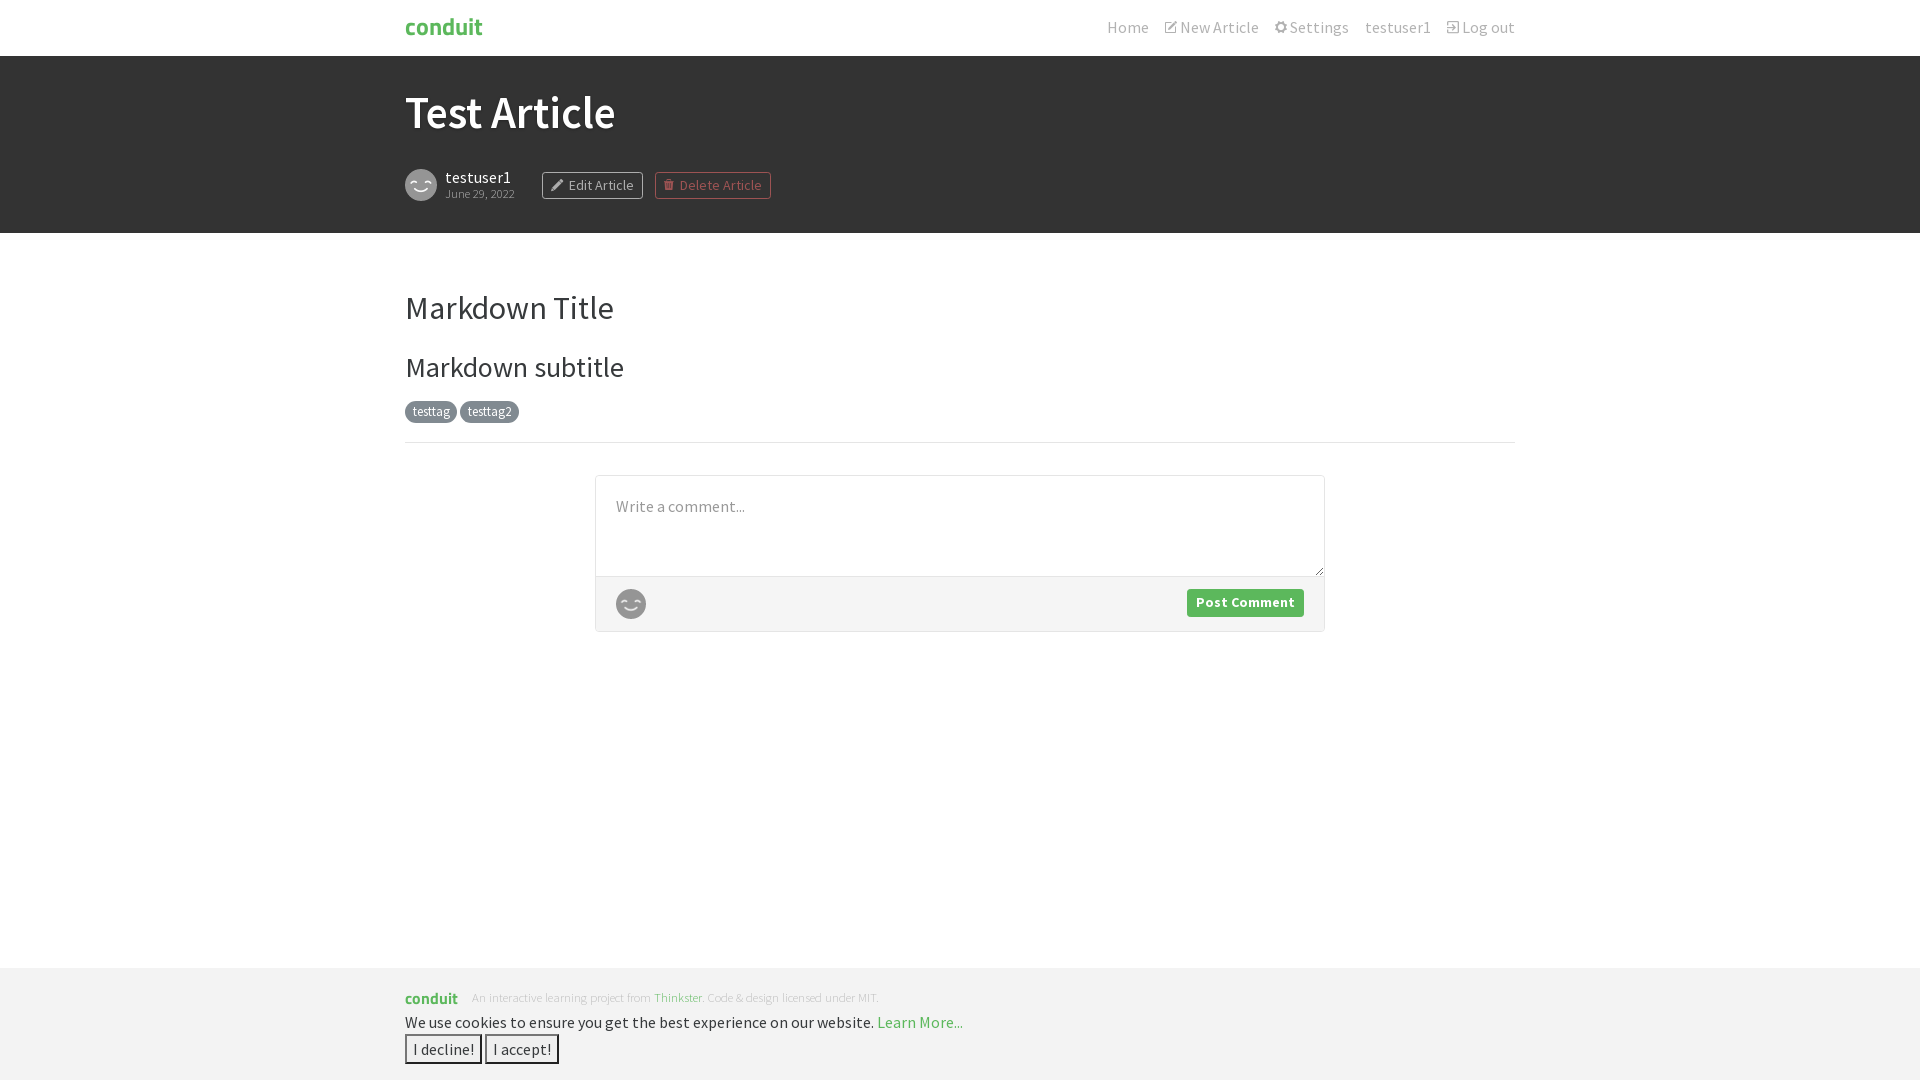 conduit
Home New Article Settings testuser1 Log out
Test Article
testuser1
June 29, 2022
Edit Article Delete Article
Markdown Title
Markdown subtitle
testtag testtag2
Write a comment...
Post Comment
conduit An interactive learning project from Thinkster. Code & design licensed under MIT.
We use cookies to ensure you get the best experience on our website. Learn More...
I decline! I accept!